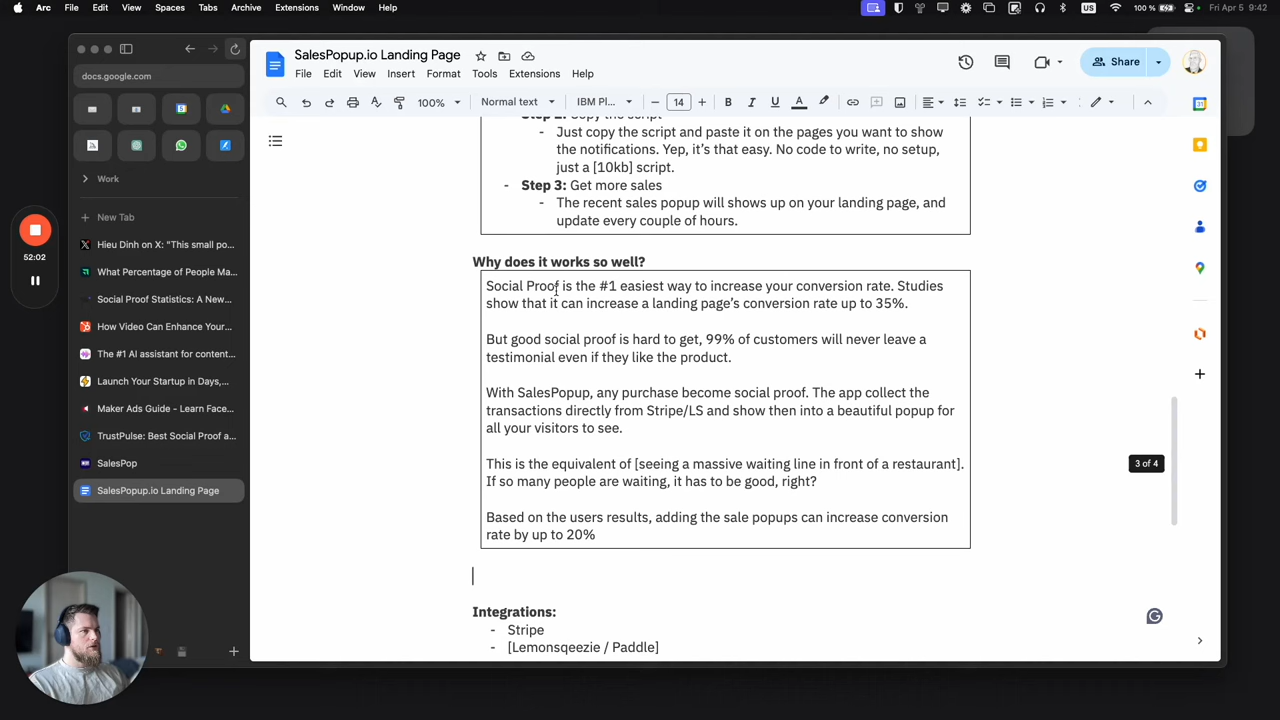 Arc File Edit View Spaces Tabs Archive Extensions Window Help
US 100 % Fri Apr 5 9:42
docs.google.com
Work
New Tab
Hieu Dinh on X: "This small po...
What Percentage of People Ma...
Social Proof Statistics: A New...
How Video Can Enhance Your...
The #1 AI assistant for content...
Launch Your Startup in Days,...
Maker Ads Guide - Learn Face...
TrustPulse: Best Social Proof a...
SalesPop
SalesPopup.io Landing Page
52:02
SalesPopup.io Landing Page
File Edit View Insert Format Tools Extensions Help
Share
100% Normal text IBM Pl... 14
Step 2: Copy the script
- Just copy the script and paste it on the pages you want to show
the notifications. Yep, it's that easy. No code to write, no setup,
just a [10kb] script.
- Step 3: Get more sales
- The recent sales popup will shows up on your landing page, and
update every couple of hours.
Why does it works so well?
Social Proof is the #1 easiest way to increase your conversion rate. Studies
show that it can increase a landing page's conversion rate up to 35%.
But good social proof is hard to get, 99% of customers will never leave a
testimonial even if they like the product.
With SalesPopup, any purchase become social proof. The app collect the
transactions directly from Stripe/LS and show then into a beautiful popup for
all your visitors to see.
This is the equivalent of [seeing a massive waiting line in front of a restaurant].
If so many people are waiting, it has to be good, right?
Based on the users results, adding the sale popups can increase conversion
rate by up to 20%
3 of 4
Integrations:
- Stripe
- [Lemonsqeezie / Paddle]